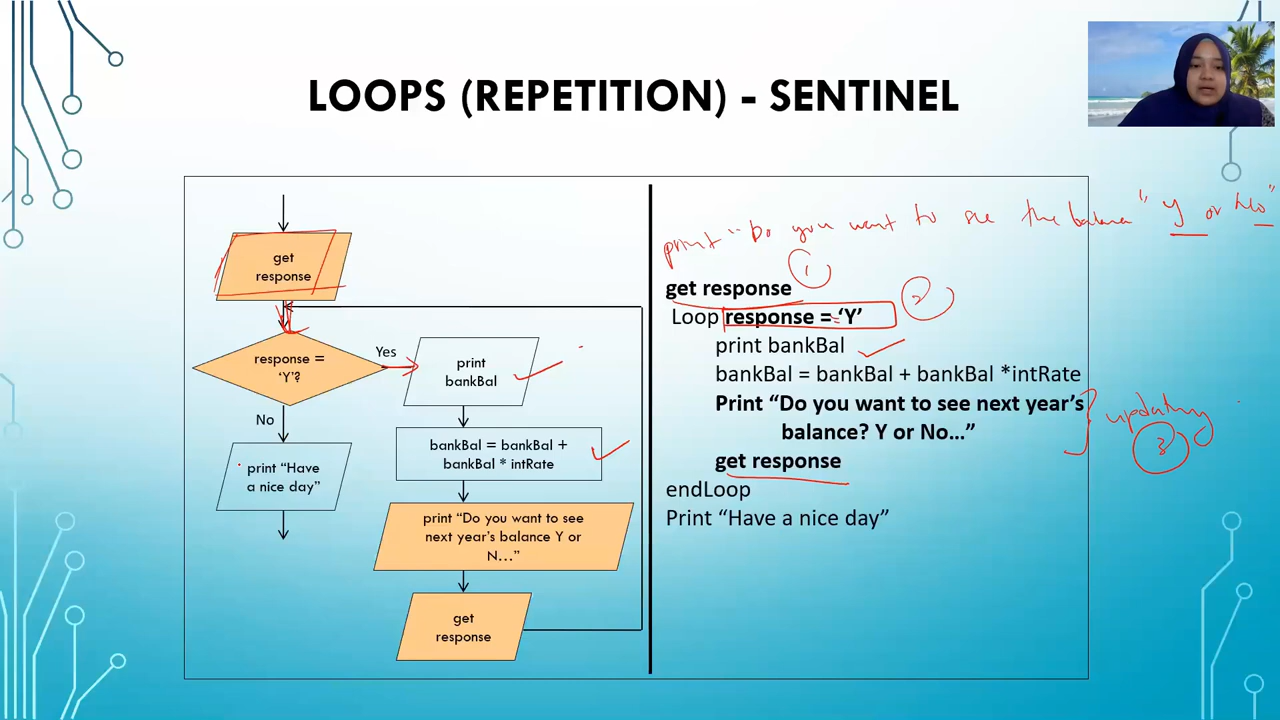 LOOPS (REPETITION) - SENTINEL
get
response
response =
‘Y’?
Yes
No
print
bankBal
bankBal = bankBal +
bankBal * intRate
print “Do you want to see
next year’s balance Y or
N…”
get
response
print “Have
a nice day”
print “Do you want to see the balance” Y or No”
1
get response
2
Loop response = ‘Y’
print bankBal
bankBal = bankBal + bankBal *intRate
Print “Do you want to see next year’s
balance? Y or No…”
updating
3
get response
endLoop
Print “Have a nice day”